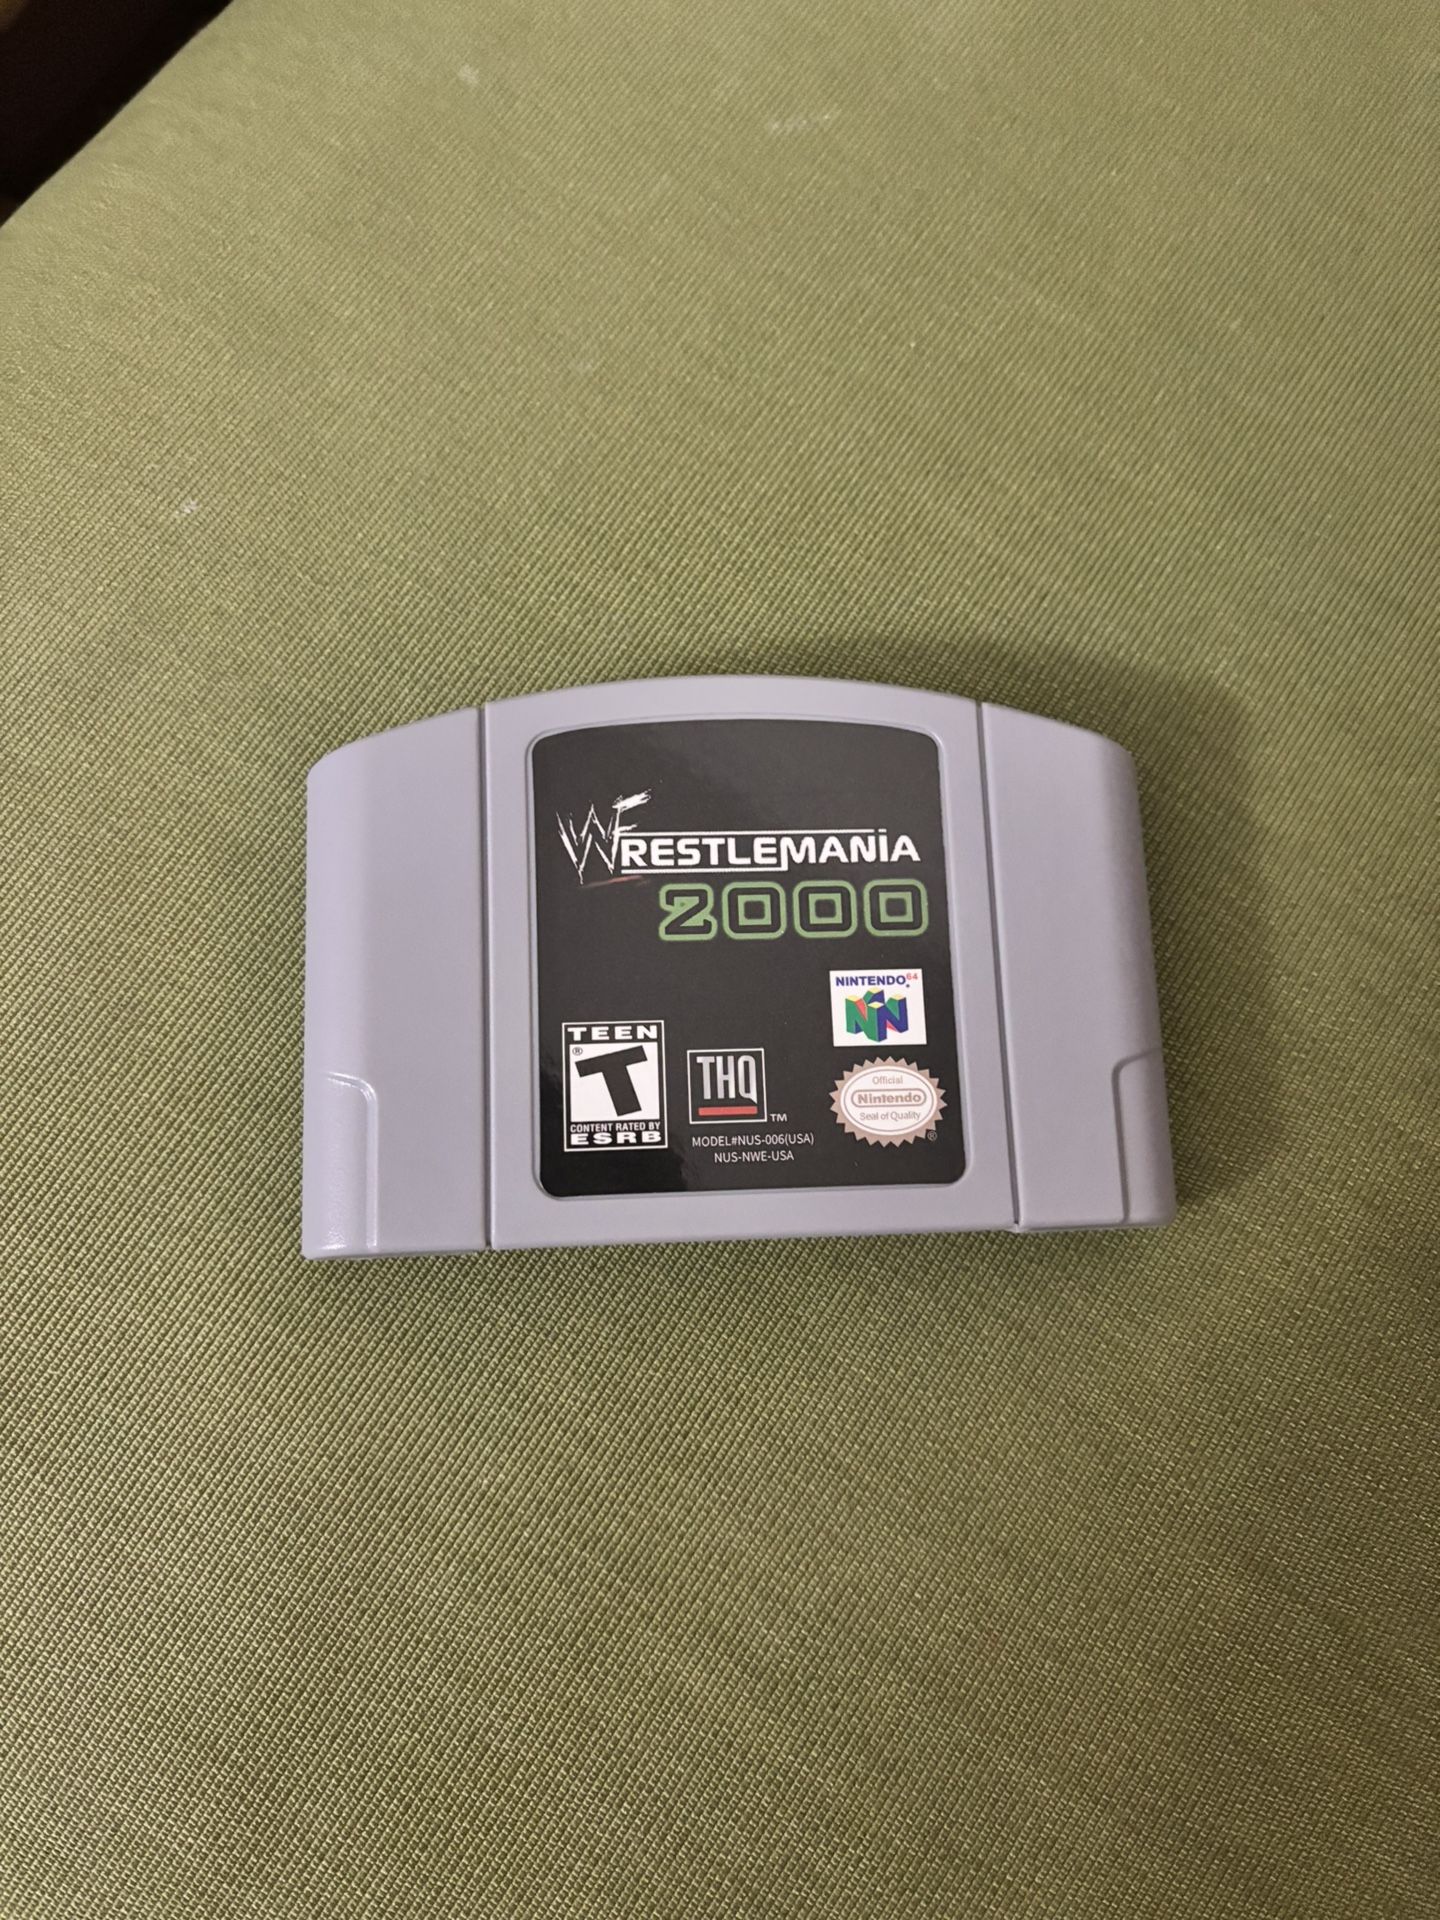 WRESTLEMANIA
2000
NINTENDO64
TEEN
T
CONTENT RATED BY
ESRB
THQ
TM
MODEL#NUS-006(USA)
NUS-NWE-USA
Official
Nintendo
Seal of Quality